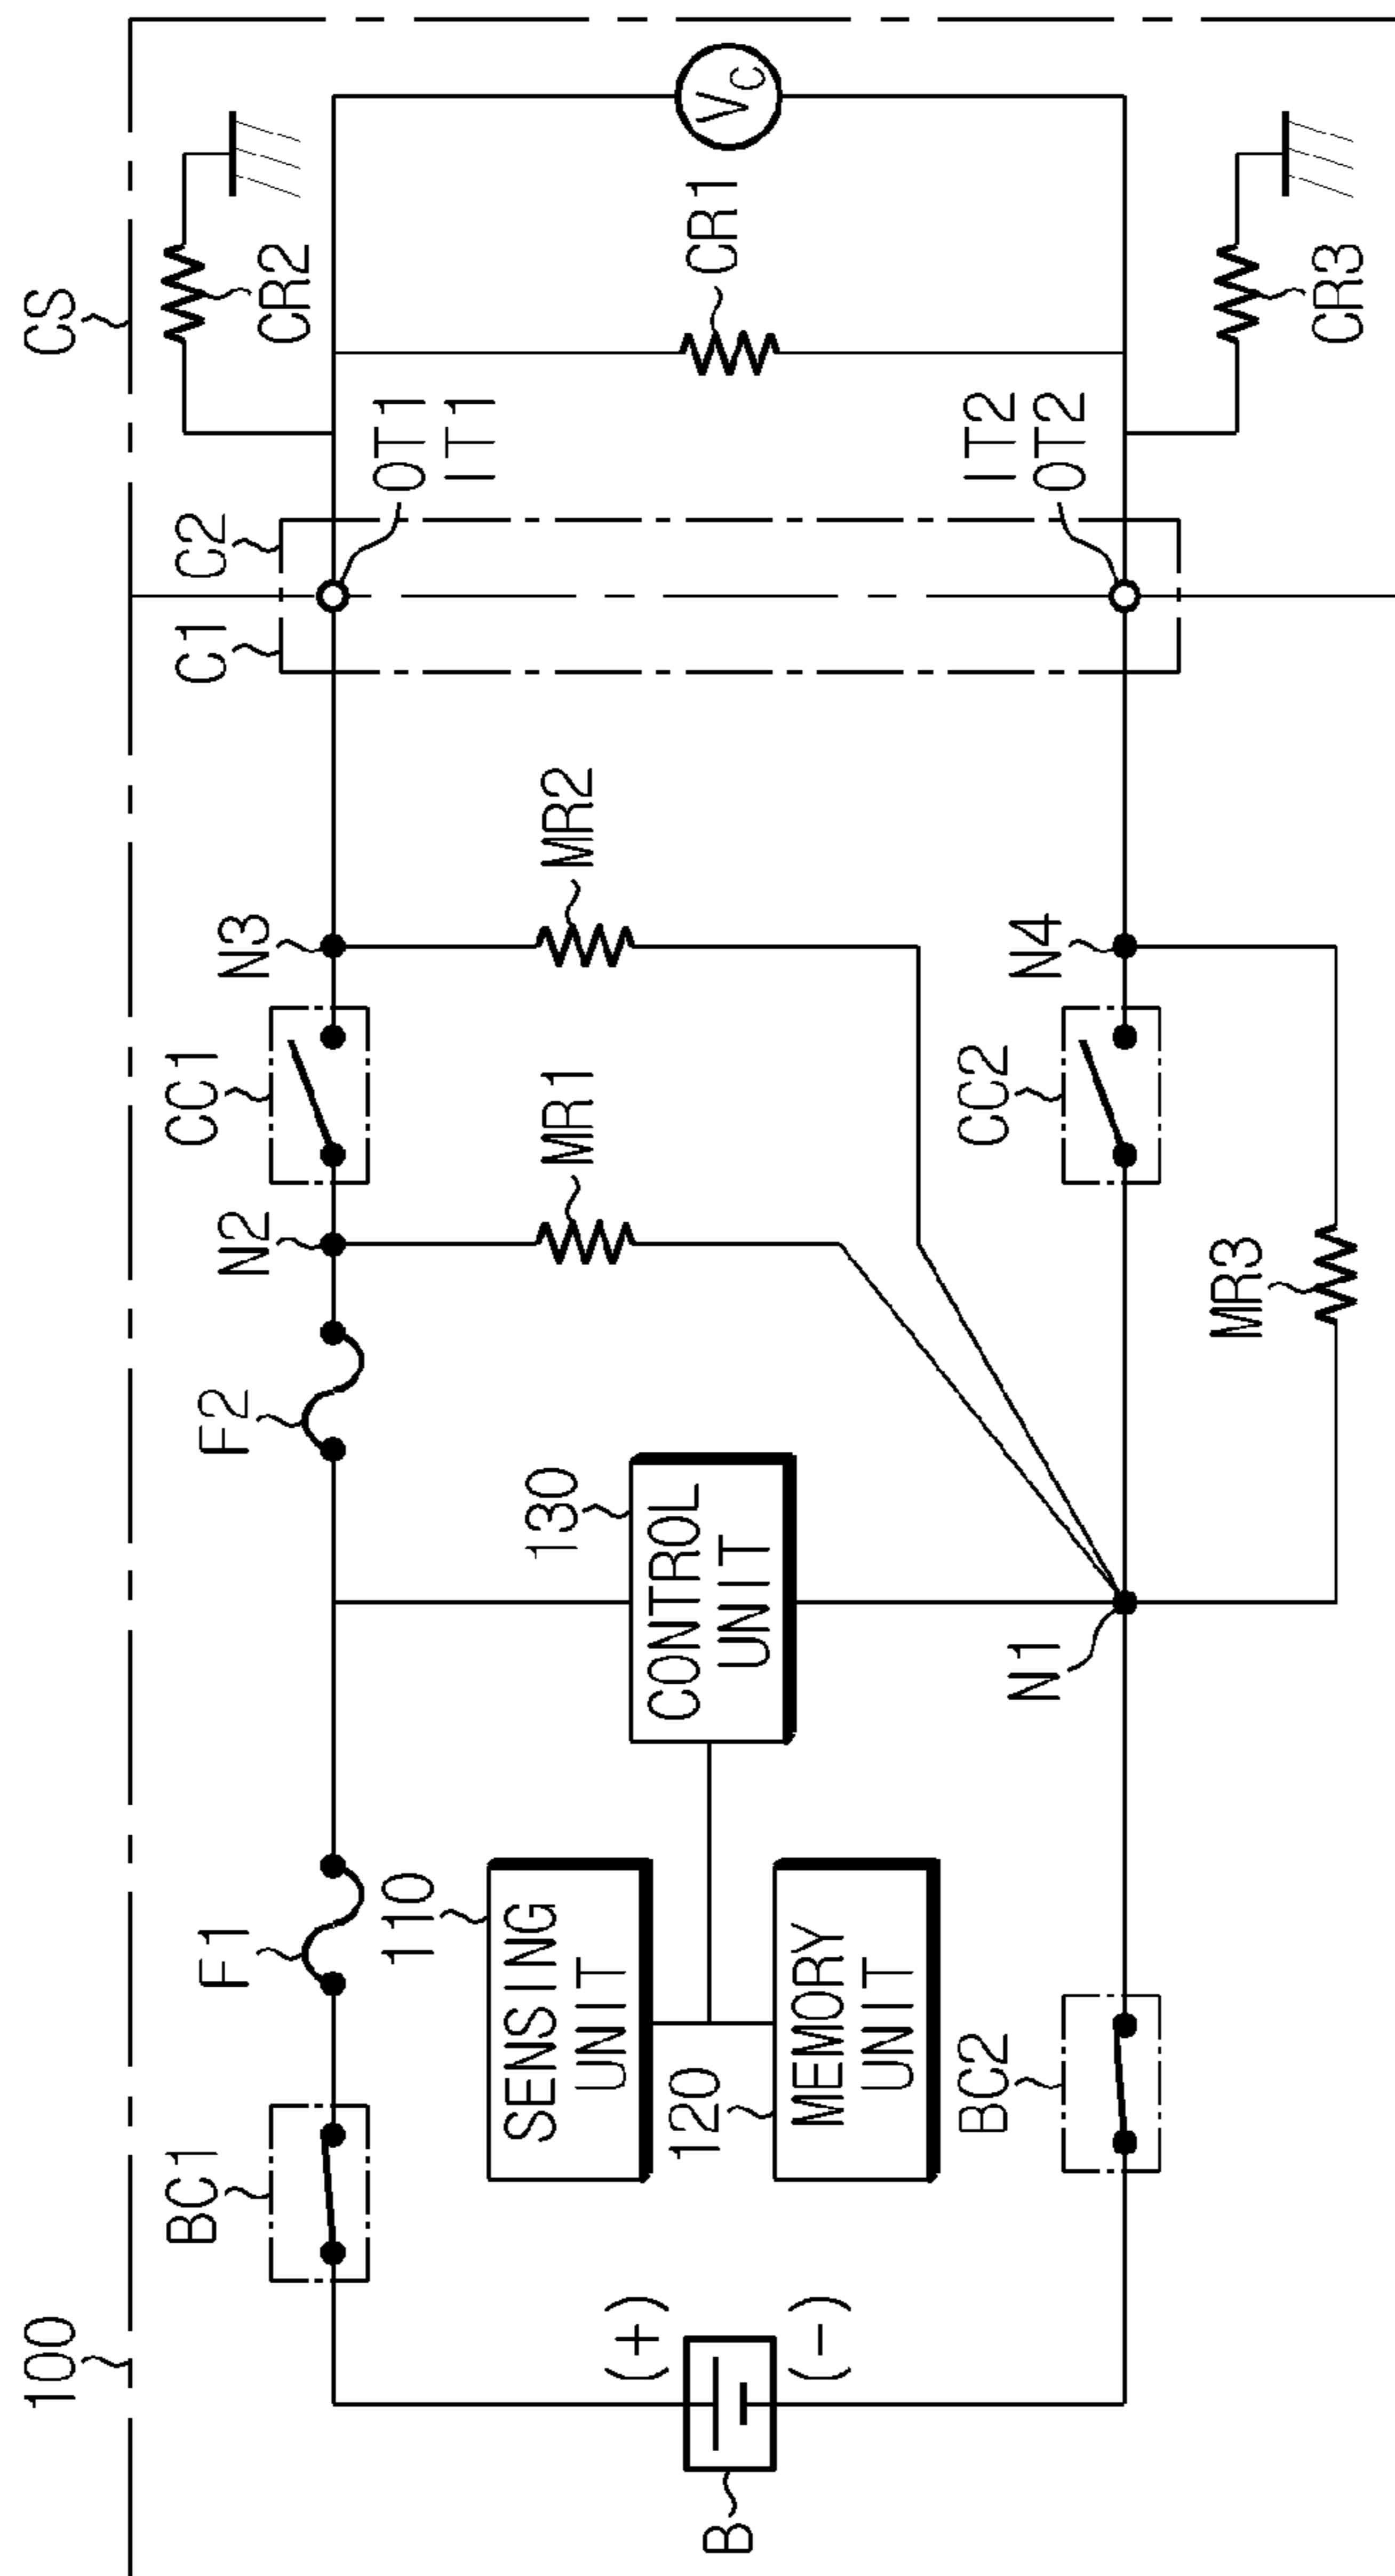 100
CS
BC1
F1
F2
N2
CC1
N3
C1
C2
CR2
OT1
IT1
110
SENSING
UNIT
130
CONTROL
UNIT
MR1
MR2
B
(+)
(-)
120
MEMORY
UNIT
CR1
VC
BC2
N1
CC2
N4
IT2
OT2
MR3
CR3